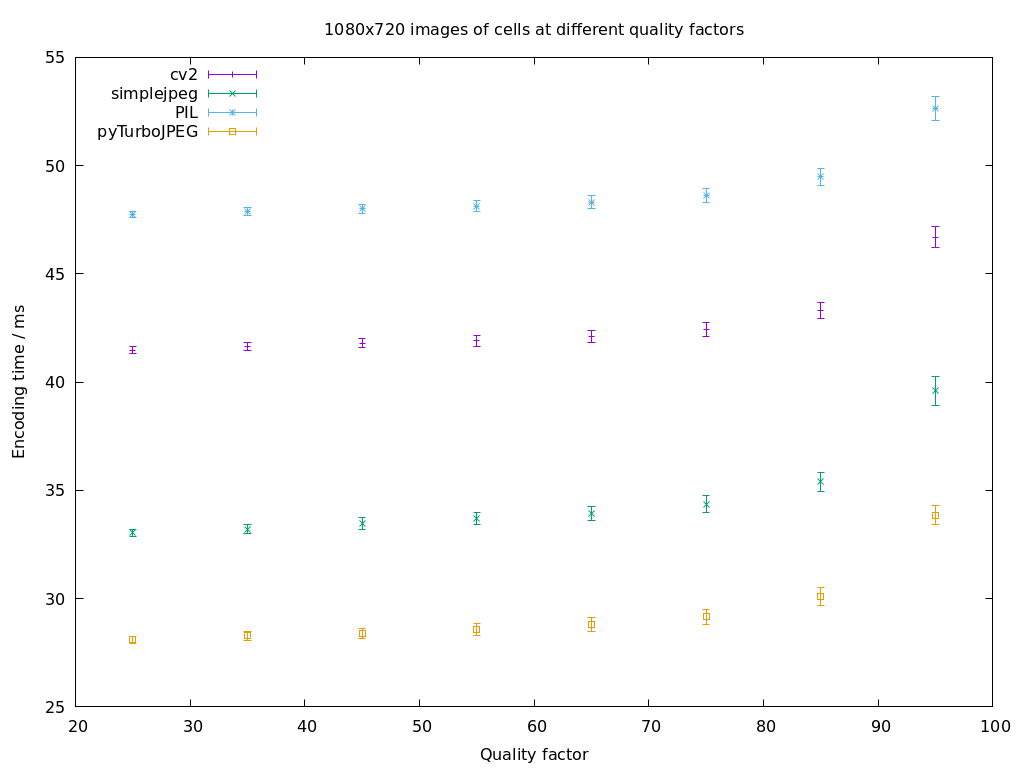 1080x720 images of cells at different quality factors
55
50
45
40
35
30
25
cv2
simplejpeg
PIL
pyTurboJPEG
Encoding time / ms
20 30 40 50 60 70 80 90 100
Quality factor